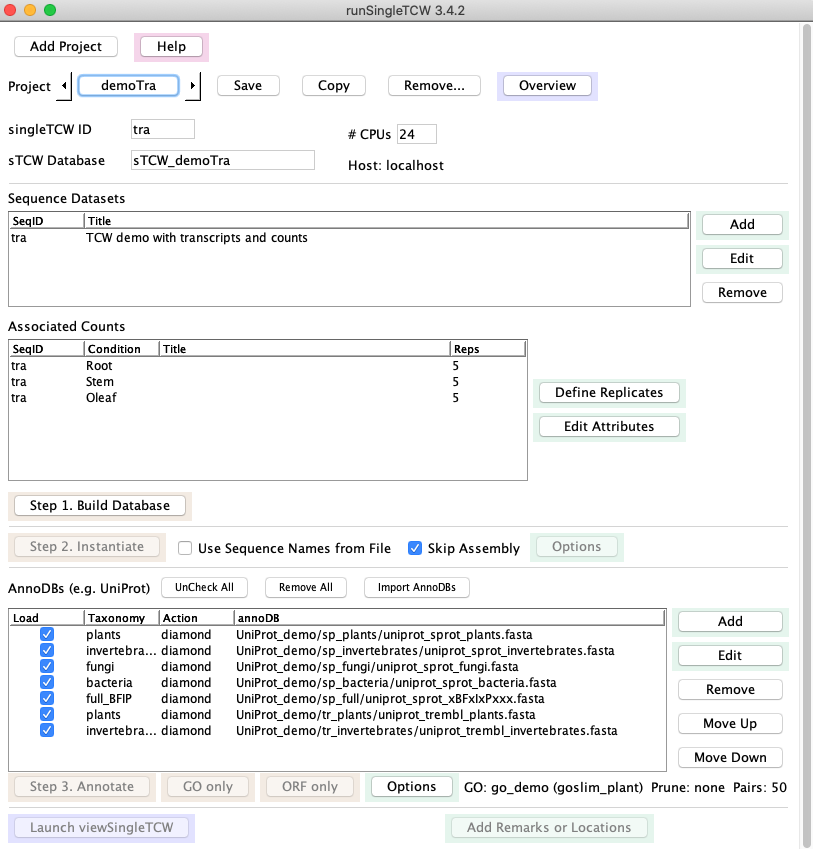 runSingleTCW 3.4.2
Add Project Help
Project demoTra Save Copy Remove... Overview
singleTCW ID tra # CPUs 24
sTCW Database sTCW_demoTra Host: localhost
Sequence Datasets
SeqID Title
tra TCW demo with transcripts and counts
Add
Edit
Remove
Associated Counts
SeqID Condition Title Reps
tra Root 5
tra Stem 5
tra Oleaf 5
Define Replicates
Edit Attributes
Step 1. Build Database
Step 2. Instantiate Use Sequence Names from File Skip Assembly Options
AnnoDBs (e.g. UniProt) UnCheck All Remove All Import AnnoDBs
Load Taxonomy Action annoDB
plants diamond UniProt_demo/sp_plants/uniprot_sprot_plants.fasta
invertebra... diamond UniProt_demo/sp_invertebrates/uniprot_sprot_invertebrates.fasta
fungi diamond UniProt_demo/sp_fungi/uniprot_sprot_fungi.fasta
bacteria diamond UniProt_demo/sp_bacteria/uniprot_sprot_bacteria.fasta
full_BFIP diamond UniProt_demo/sp_full/uniprot_sprot_xBFxIxPxxx.fasta
plants diamond UniProt_demo/tr_plants/uniprot_trembl_plants.fasta
invertebra... diamond UniProt_demo/tr_invertebrates/uniprot_trembl_invertebrates.fasta
Add
Edit
Remove
Move Up
Move Down
Step 3. Annotate GO only ORF only Options GO: go_demo (goslim_plant) Prune: none Pairs: 50
Launch viewSingleTCW Add Remarks or Locations